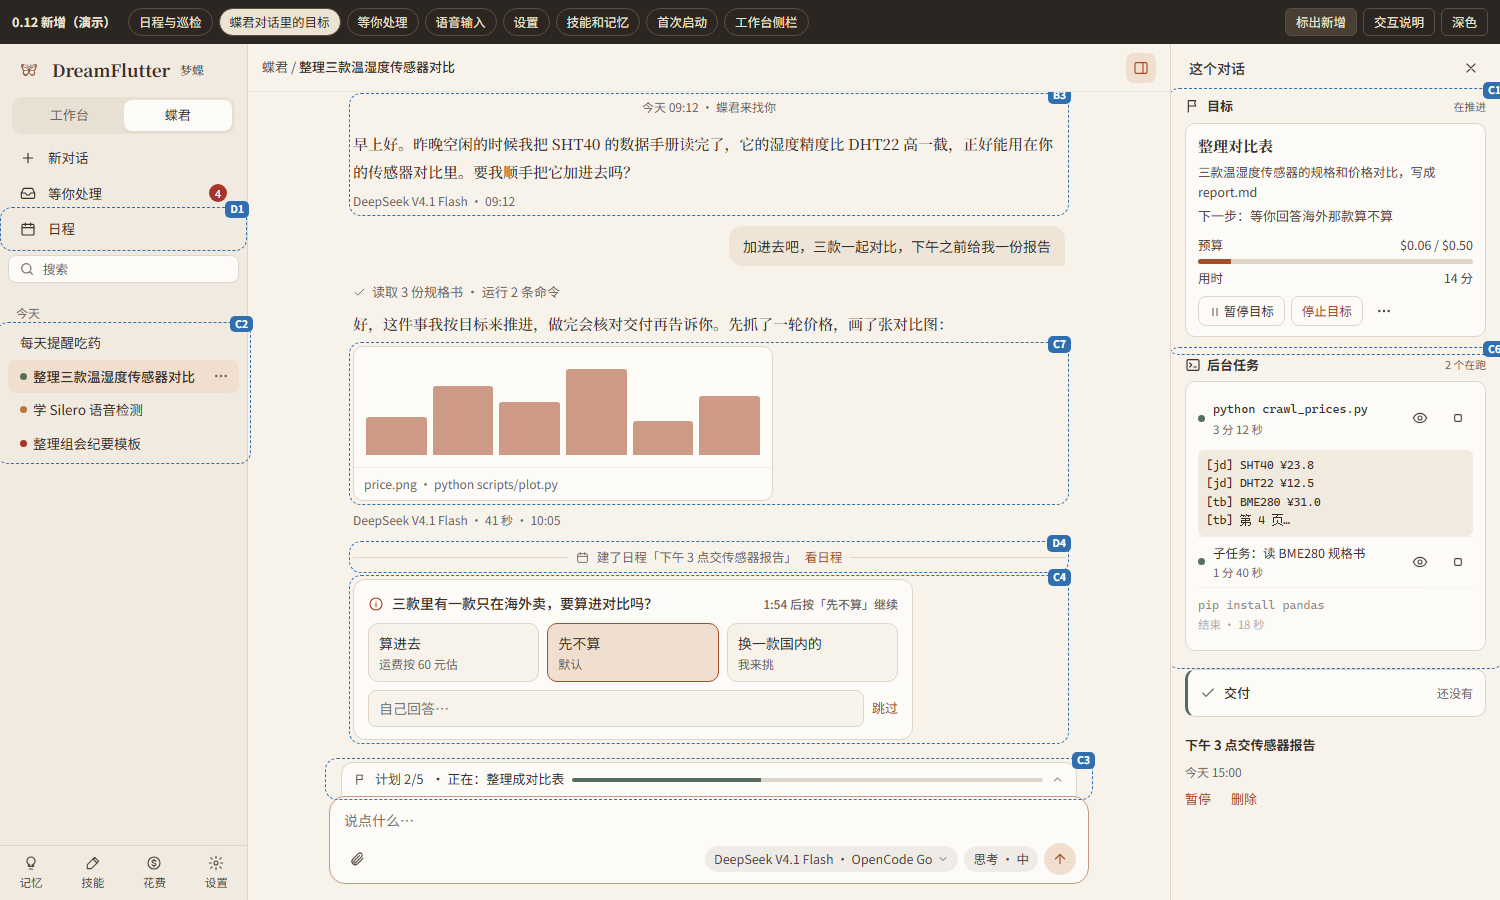 0.12 新增（演示）
日程与巡检
蝶君对话里的目标
等你处理
语音输入
设置
技能和记忆
首次启动
工作台侧栏
标出新增
交互说明
深色
DreamFlutter 梦蝶
工作台
蝶君
新对话
等你处理 4
D1
日程
搜索
今天
C2
每天提醒吃药
整理三款温湿度传感器对比 ···
学 Silero 语音检测
整理组会纪要模板
记忆
技能
花费
设置
蝶君 / 整理三款温湿度传感器对比
B3
今天 09:12 • 蝶君来找你
早上好。昨晚空闲的时候我把 SHT40 的数据手册读完了，它的湿度精度比 DHT22 高一截，正好能用在你
的传感器对比里。要我顺手把它加进去吗？
DeepSeek V4.1 Flash • 09:12
加进去吧，三款一起对比，下午之前给我一份报告
读取 3 份规格书 • 运行 2 条命令
好，这件事我按目标来推进，做完会核对交付再告诉你。先抓了一轮价格，画了张对比图：
C7
price.png • python scripts/plot.py
DeepSeek V4.1 Flash • 41 秒 • 10:05
D4
建了日程「下午 3 点交传感器报告」 看日程
C4
三款里有一款只在海外卖，要算进对比吗？
1:54 后按「先不算」继续
算进去
运费按 60 元估
先不算
默认
换一款国内的
我来挑
自己回答…
跳过
C3
计划 2/5 • 正在：整理成对比表
说点什么…
DeepSeek V4.1 Flash • OpenCode Go
思考 • 中
这个对话
C1
目标
在推进
整理对比表
三款温湿度传感器的规格和价格对比，写成
report.md
下一步：等你回答海外那款算不算
预算
$0.06 / $0.50
用时
14 分
暂停目标
停止目标
···
C6
后台任务
2 个在跑
python crawl_prices.py
3 分 12 秒
[jd] SHT40 ¥23.8
[jd] DHT22 ¥12.5
[tb] BME280 ¥31.0
[tb] 第 4 页…
子任务：读 BME280 规格书
1 分 40 秒
pip install pandas
结束 • 18 秒
交付
还没有
下午 3 点交传感器报告
今天 15:00
暂停
删除